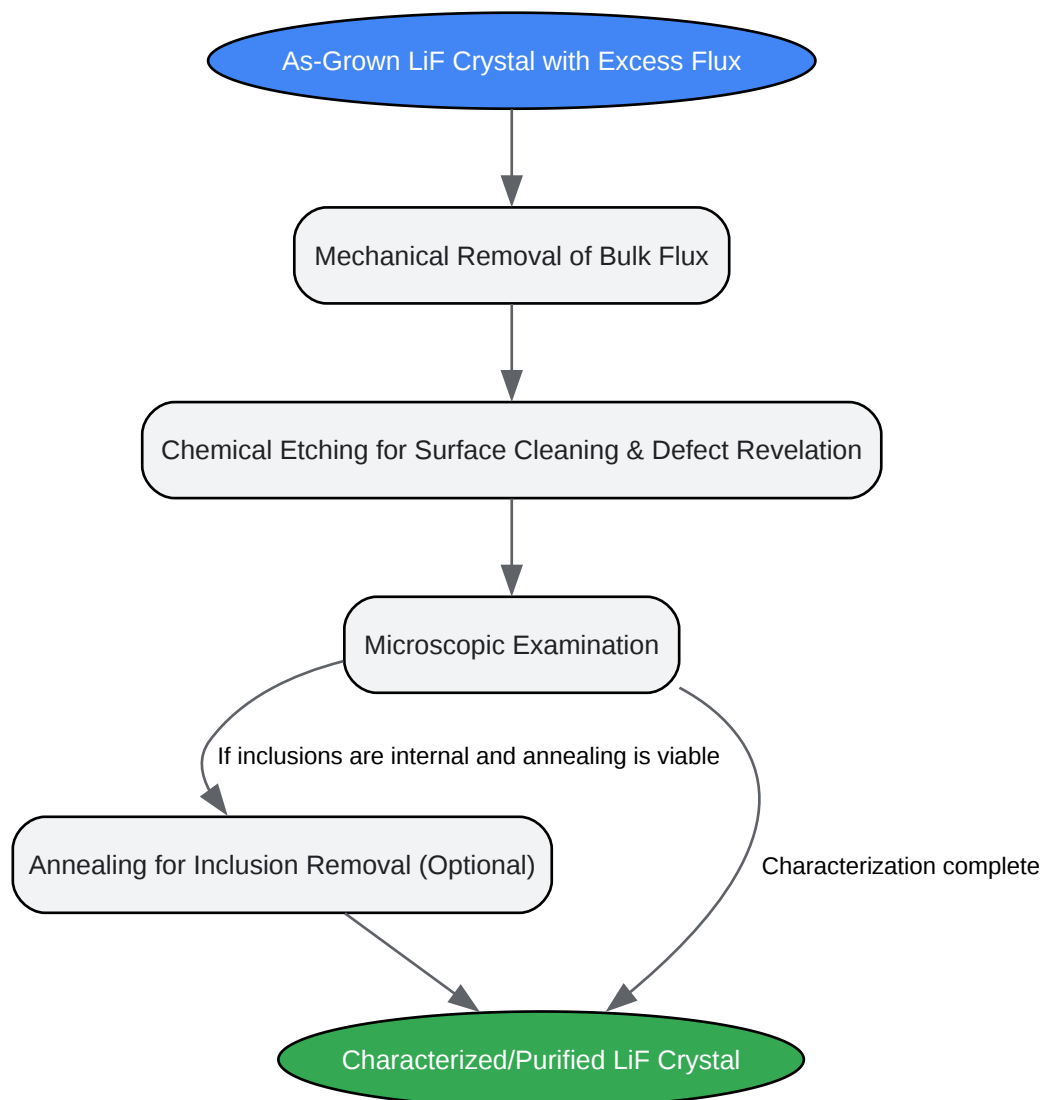 As-Grown LiF Crystal with Excess Flux
Mechanical Removal of Bulk Flux
Chemical Etching for Surface Cleaning & Defect Revelation
Microscopic Examination
If inclusions are internal and annealing is viable
Annealing for Inclusion Removal (Optional)
Characterization complete
Characterized/Purified LiF Crystal